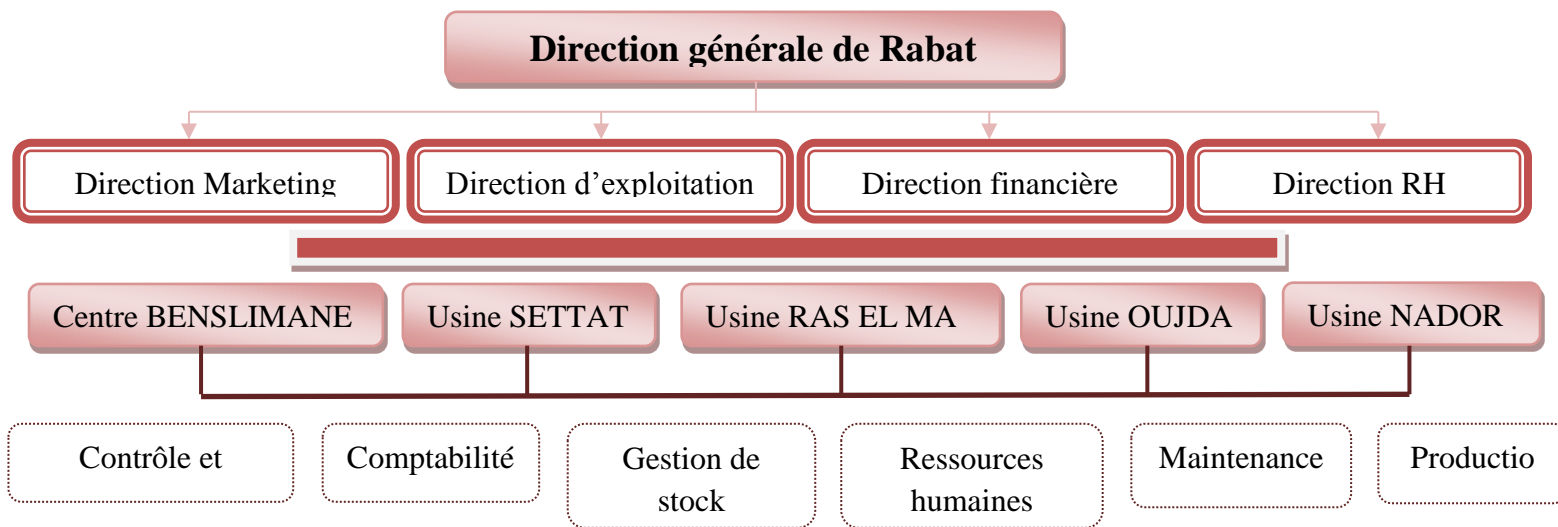 Direction générale de Rabat
Direction Marketing
Direction d’exploitation
Direction financière
Direction RH
Centre BENSLIMANE
Usine SETTAT
Usine RAS EL MA
Usine OUJDA
Usine NADOR
Contrôle et
Comptabilité
Gestion de
stock
Ressources
humaines
Maintenance
Productio